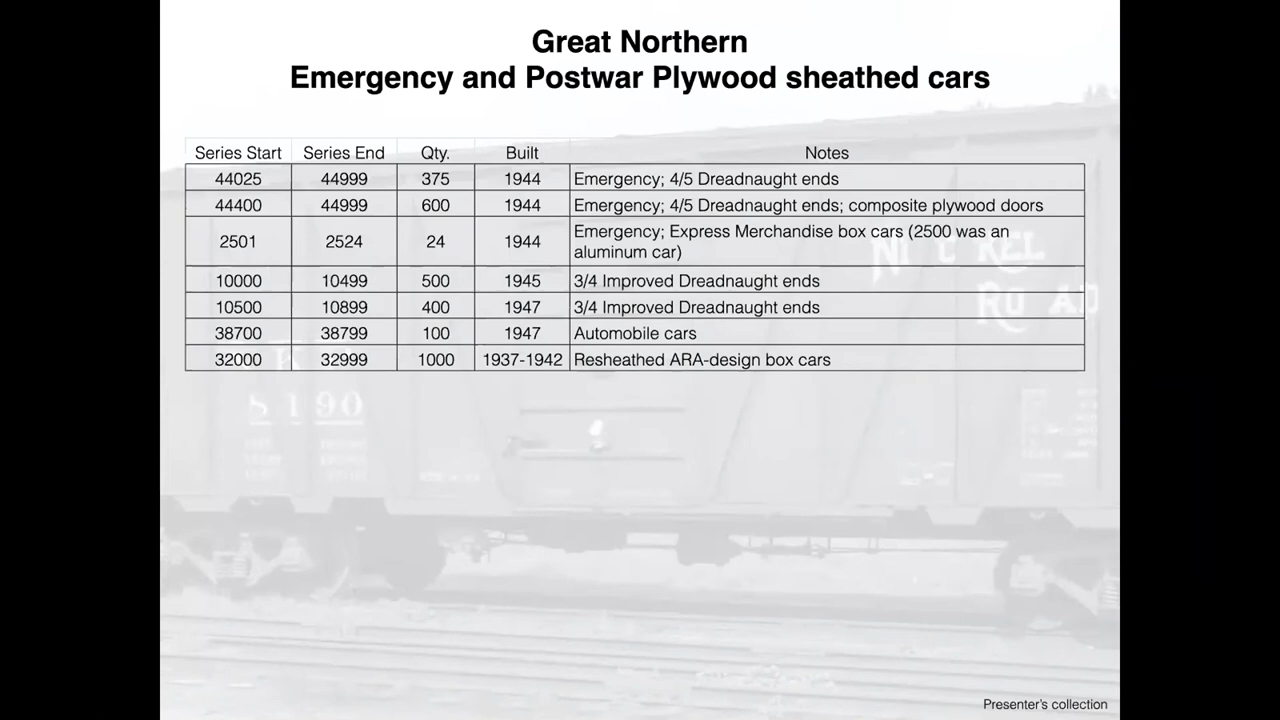 Great Northern
Emergency and Postwar Plywood sheathed cars
Series Start Series End Qty. Built Notes
44025 44999 375 1944 Emergency; 4/5 Dreadnaught ends
44400 44999 600 1944 Emergency; 4/5 Dreadnaught ends; composite plywood doors
2501 2524 24 1944 Emergency; Express Merchandise box cars (2500 was an
aluminum car)
10000 10499 500 1945 3/4 Improved Dreadnaught ends
10500 10899 400 1947 3/4 Improved Dreadnaught ends
38700 38799 100 1947 Automobile cars
32000 32999 1000 1937-1942 Resheathed ARA-design box cars
Presenter's collection